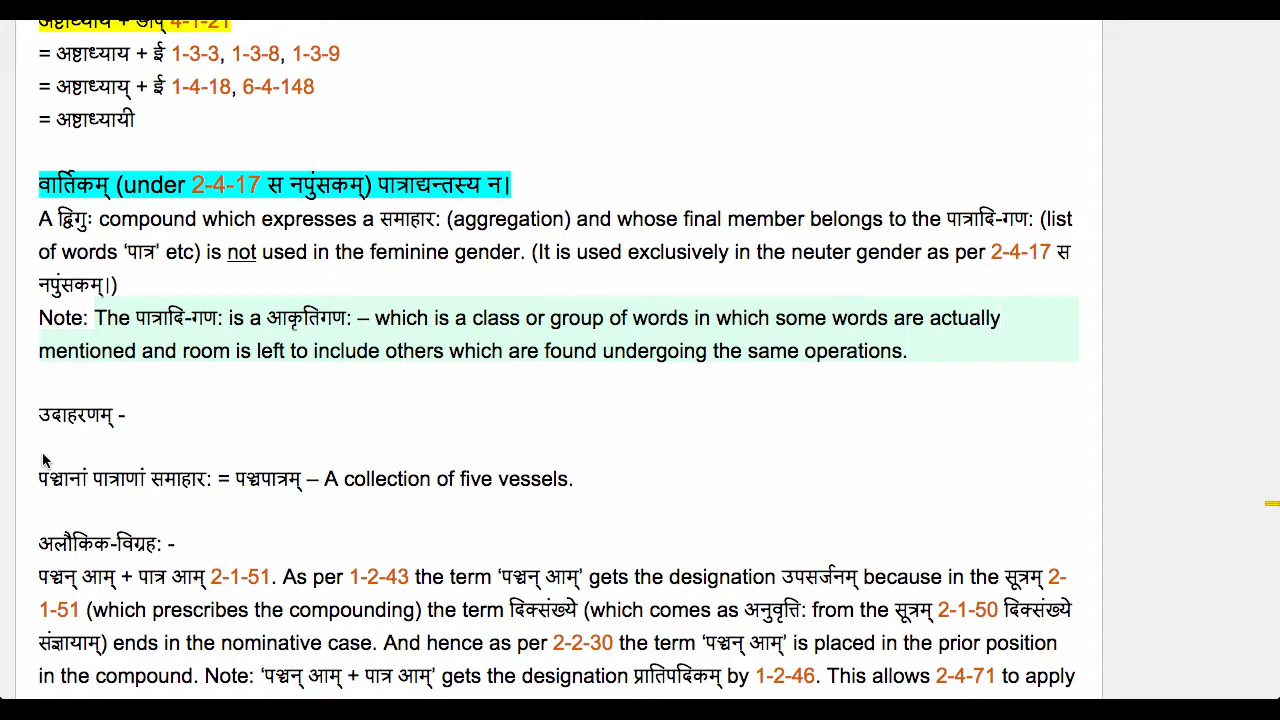 अष्टाध्याय + ङीप् 4-1-21
= अष्टाध्याय + ई 1-3-3, 1-3-8, 1-3-9
= अष्टाध्याय् + ई 1-4-18, 6-4-148
= अष्टाध्यायी
वार्तिकम् (under 2-4-17 स नपुंसकम्) पात्राद्यन्तस्य न।
A द्विगुः compound which expresses a समाहार: (aggregation) and whose final member belongs to the पात्रादि-गण: (list
of words ‘पात्र’ etc) is not used in the feminine gender. (It is used exclusively in the neuter gender as per 2-4-17 स
नपुंसकम्।)
Note: The पात्रादि-गण: is a आकृतिगण: – which is a class or group of words in which some words are actually
mentioned and room is left to include others which are found undergoing the same operations.
उदाहरणम् -
पञ्चानां पात्राणां समाहार: = पञ्चपात्रम् – A collection of five vessels.
अलौकिक-विग्रह: -
पञ्चन् आम् + पात्र आम् 2-1-51. As per 1-2-43 the term ‘पञ्चन् आम्’ gets the designation उपसर्जनम् because in the सूत्रम् 2-
1-51 (which prescribes the compounding) the term दिक्संख्ये (which comes as अनुवृत्ति: from the सूत्रम् 2-1-50 दिक्संख्ये
संज्ञायाम्) ends in the nominative case. And hence as per 2-2-30 the term ‘पञ्चन् आम्’ is placed in the prior position
in the compound. Note: ‘पञ्चन् आम् + पात्र आम्’ gets the designation प्रातिपदिकम् by 1-2-46. This allows 2-4-71 to apply